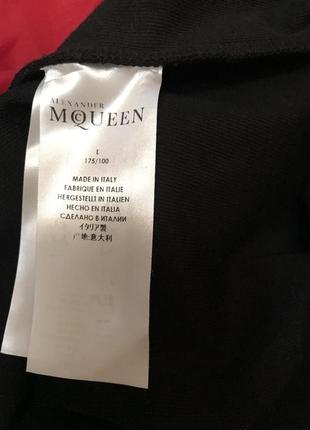 ALEXANDER
MCQUEEN
L
175/100
MADE IN ITALY
FABRIQUE EN ITALIE
HERGESTELLT IN ITALIEN
HECHO EN ITALIA
СДЕЛАНО В ИТАЛИИ
イタリア製
产地:意大利